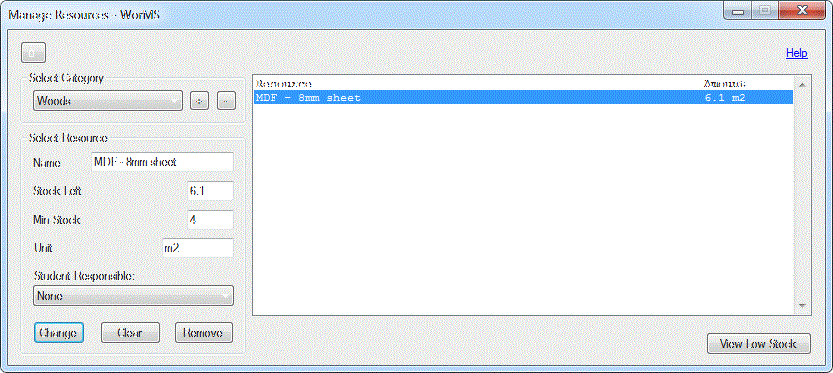 Manage Resources - WorMS
Help
Select Category
Woods
+
-
Select Resource
Name
MDF - 8mm sheet
Stock Left
6.1
Min Stock
4
Unit
m2
Student Responsible:
None
Change
Clear
Remove
Resource Amount
MDF - 8mm sheet 6.1 m2
View Low Stock